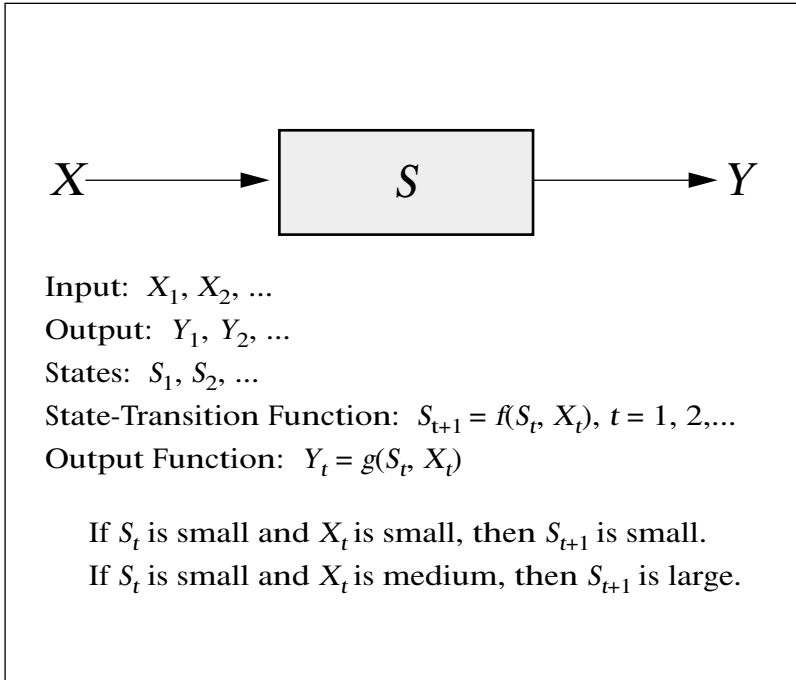 X S Y
Input: X₁, X₂, ...
Output: Y₁, Y₂, ...
States: S₁, S₂, ...
State-Transition Function: Sₜ₊₁ = f(Sₜ, Xₜ), t = 1, 2,...
Output Function: Yₜ = g(Sₜ, Xₜ)
If Sₜ is small and Xₜ is small, then Sₜ₊₁ is small.
If Sₜ is small and Xₜ is medium, then Sₜ₊₁ is large.